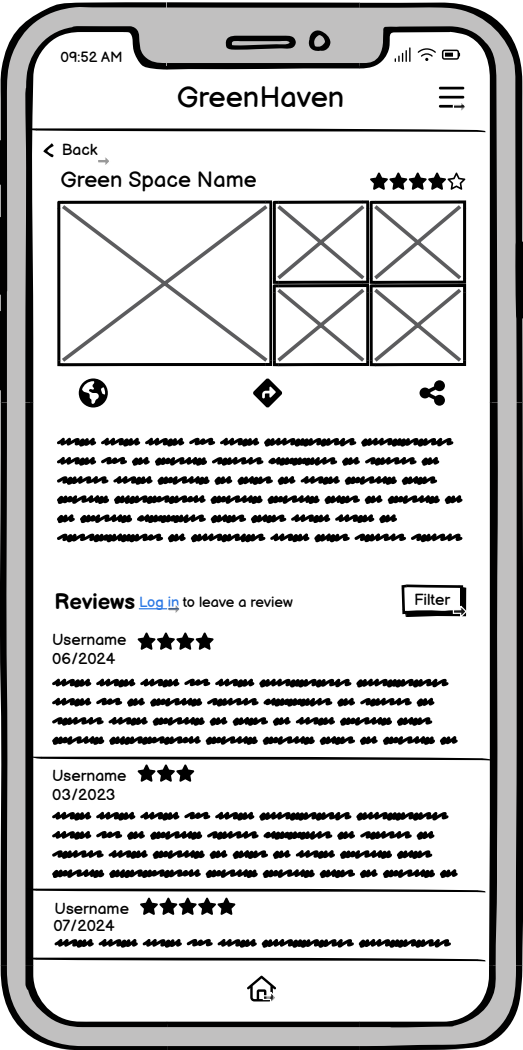 09:52 AM
GreenHaven
Back
Green Space Name
Reviews Log in to leave a review
Filter
Username
06/2024
Username
03/2023
Username
07/2024